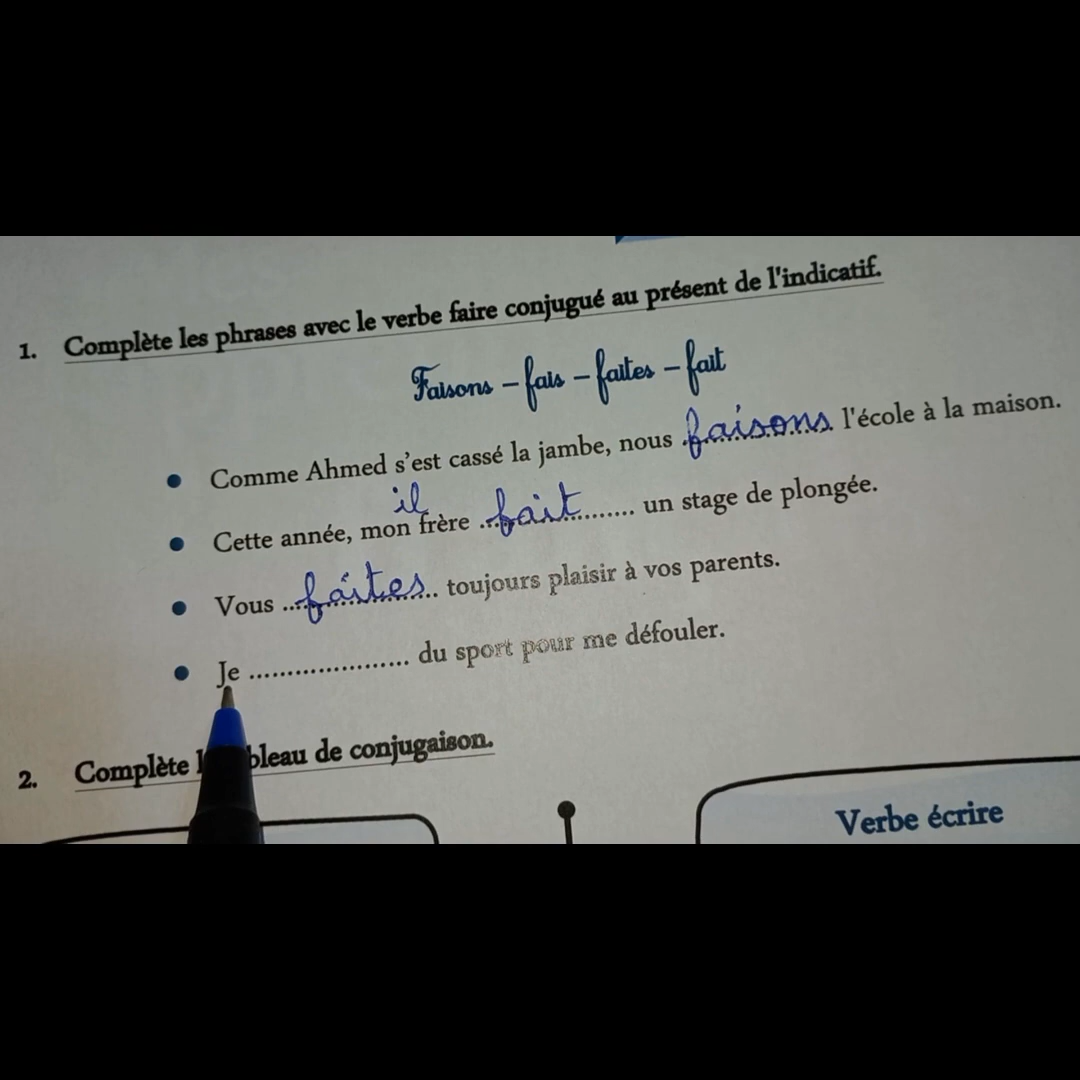 1. Complète les phrases avec le verbe faire conjugué au présent de l'indicatif.
Faisons – fais – faites – fait
• Comme Ahmed s'est cassé la jambe, nous faisons l'école à la maison.
il
• Cette année, mon frère ...fait.......... un stage de plongée.
• Vous ...faites... toujours plaisir à vos parents.
• Je ..................... du sport pour me défouler.
2. Complète bleau de conjugaison.
Verbe écrire